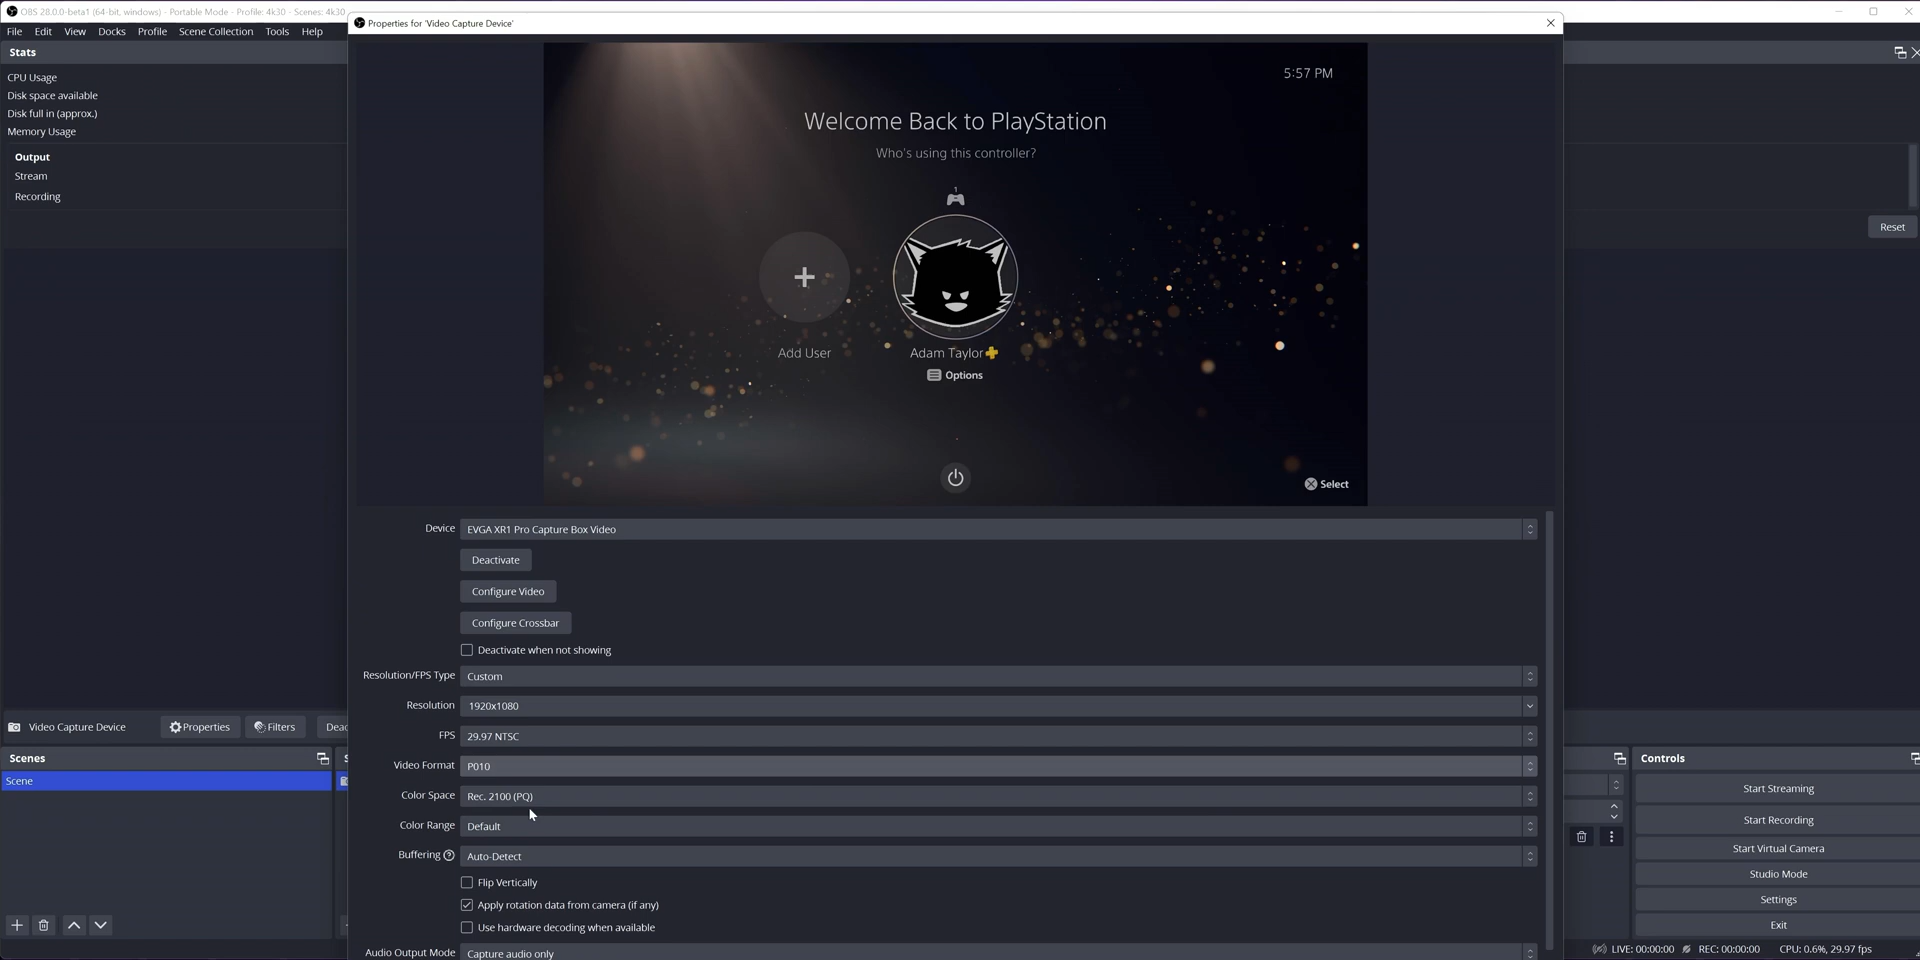 OBS 28.0.0-beta1 (64-bit, windows) - Portable Mode - Profile: 4k30 - Scenes: 4k30
File Edit View Docks Profile Scene Collection Tools Help
Stats
CPU Usage
Disk space available
Disk full in (approx.)
Memory Usage
Output
Stream
Recording
Reset
Properties for 'Video Capture Device'
5:57 PM
Welcome Back to PlayStation
Who's using this controller?
1
Add User
Adam Taylor
Options
Select
Device EVGA XR1 Pro Capture Box Video
Deactivate
Configure Video
Configure Crossbar
Deactivate when not showing
Resolution/FPS Type Custom
Resolution 1920x1080
FPS 29.97 NTSC
Video Format P010
Color Space Rec. 2100 (PQ)
Color Range Default
Buffering ? Auto-Detect
Flip Vertically
Apply rotation data from camera (if any)
Use hardware decoding when available
Audio Output Mode Capture audio only
Video Capture Device Properties Filters
Scenes
Scene
Controls
Start Streaming
Start Recording
Start Virtual Camera
Studio Mode
Settings
Exit
LIVE: 00:00:00 REC: 00:00:00 CPU: 0.6%, 29.97 fps